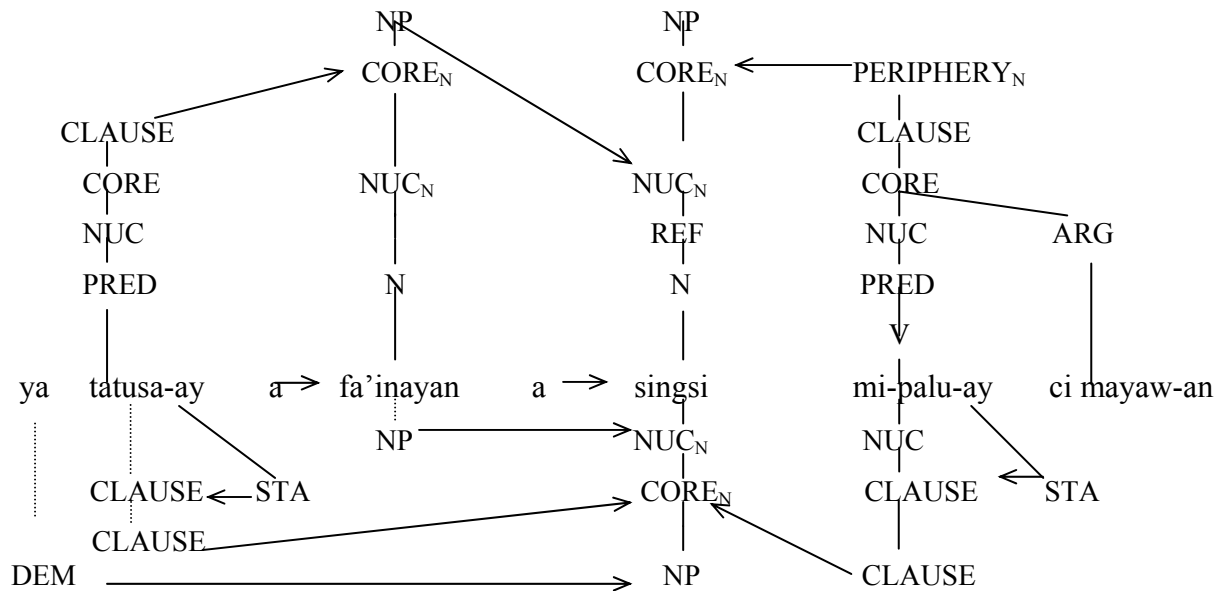 NP NP
CORE_N CORE_N PERIPHERY_N
CLAUSE CLAUSE
CORE NUC_N NUC_N CORE
NUC REF NUC ARG
PRED N N PRED
V
ya tatusa-ay a fa'inayan a singsi mi-palu-ay ci mayaw-an
NP NUC_N NUC
CLAUSE STA CORE_N CLAUSE STA
CLAUSE
DEM NP CLAUSE